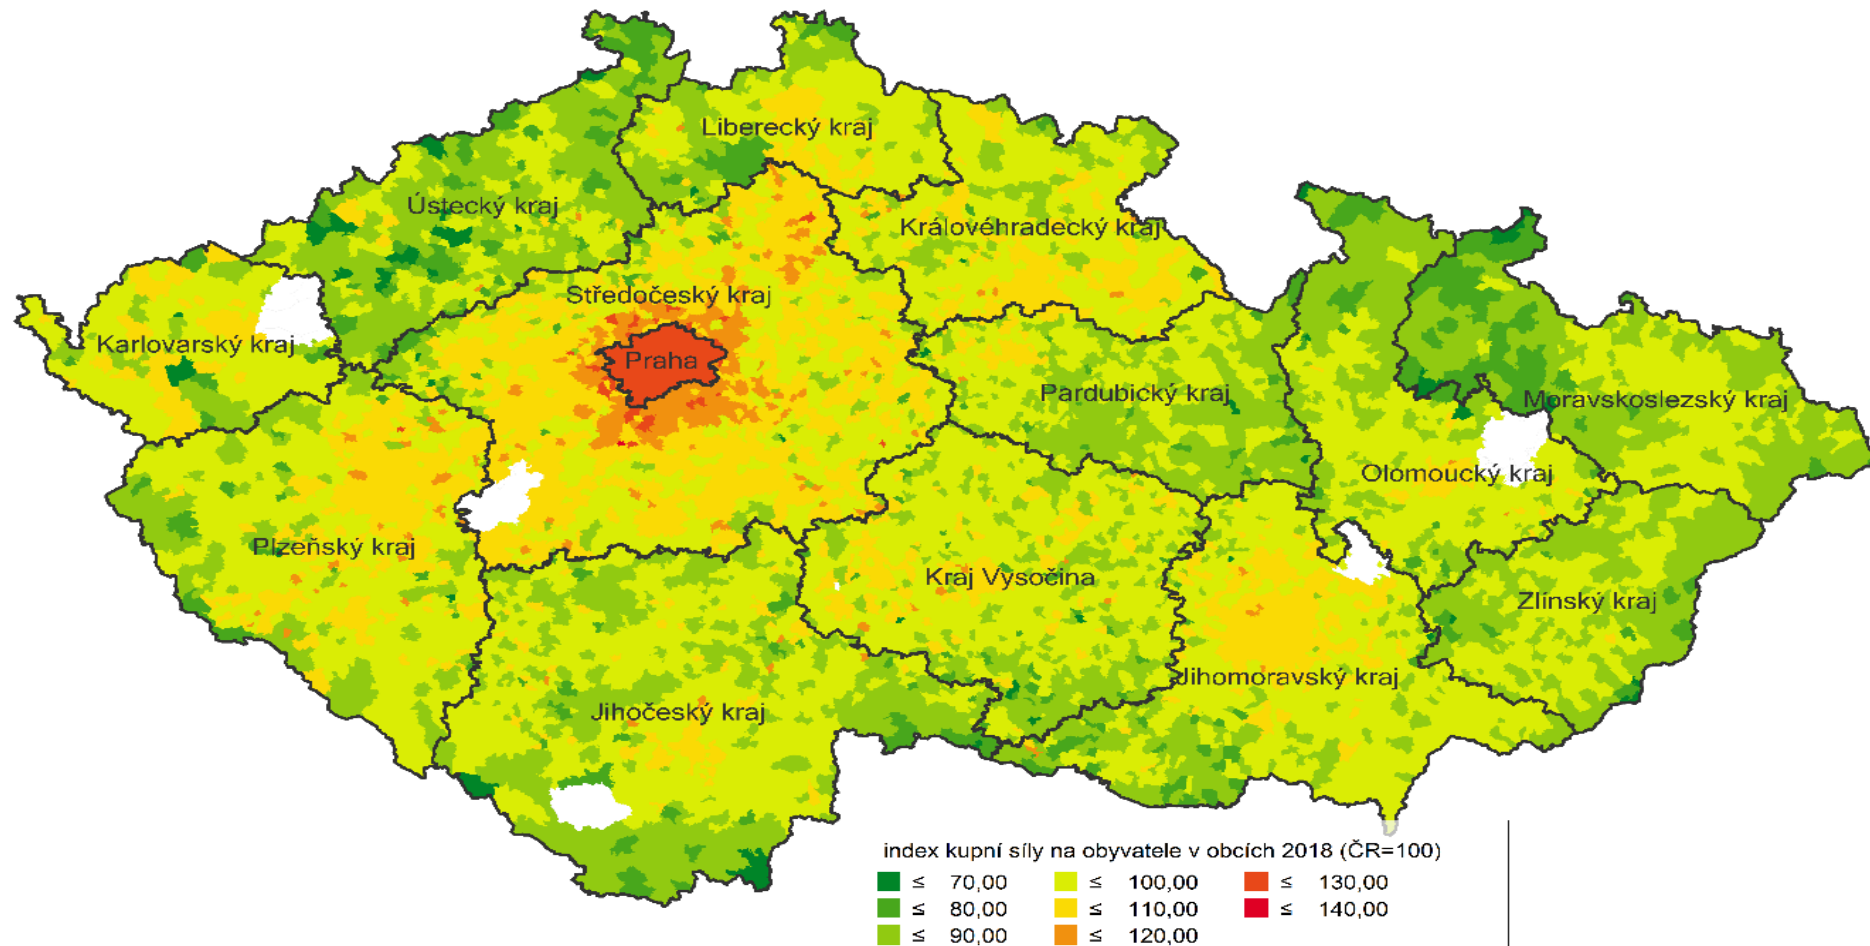 Liberecký kraj
Ústecký kraj
Královéhradecký kraj
Středočeský kraj
Karlovarský kraj
Praha
Pardubický kraj
Moravskoslezský kraj
Olomoucký kraj
Plzeňský kraj
Kraj Vysočina
Zlínský kraj
Jihomoravský kraj
Jihočeský kraj
index kupní síly na obyvatele v obcích 2018 (ČR=100)
≤ 70,00 ≤ 100,00 ≤ 130,00
≤ 80,00 ≤ 110,00 ≤ 140,00
≤ 90,00 ≤ 120,00